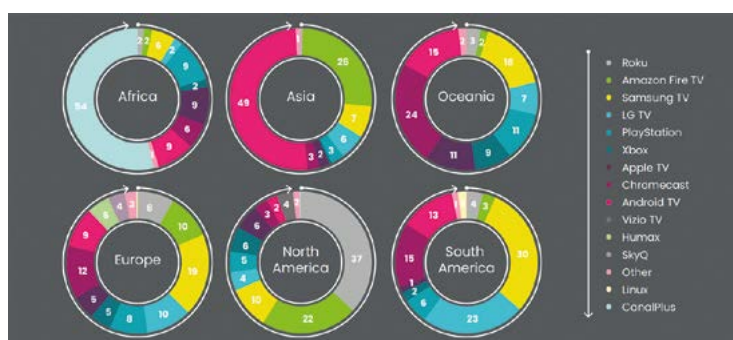 2 2 6 2 9 2 9 6 9 1 54
Africa
1 26 7 6 3 2 3 49
Asia
3 2 16 7 11 9 11 24 15 2
Oceania
6 10 19 10 8 5 5 12 9 6 4 3
Europe
37 22 10 4 5 6 6 3 2 4 2
North
America
4 3 30 23 6 2 1 15 13 1
South
America
Roku
Amazon Fire TV
Samsung TV
LG TV
PlayStation
Xbox
Apple TV
Chromecast
Android TV
Vizio TV
Humax
SkyQ
Other
Linux
CanalPlus